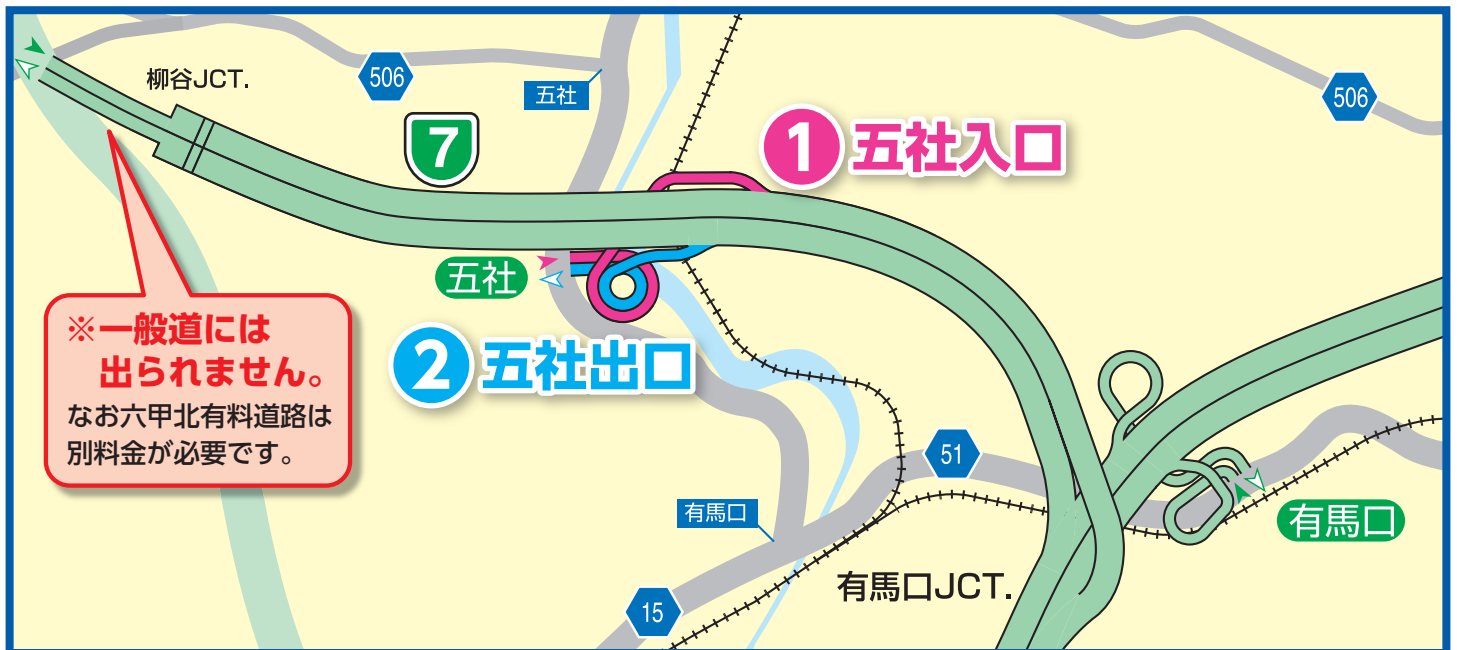 柳谷JCT.
506
五社
7
1 五社入口
506
五社
※一般道には
出られません。
なお六甲北有料道路は
別料金が必要です。
2 五社出口
51
有馬口
有馬口
有馬口JCT.
15